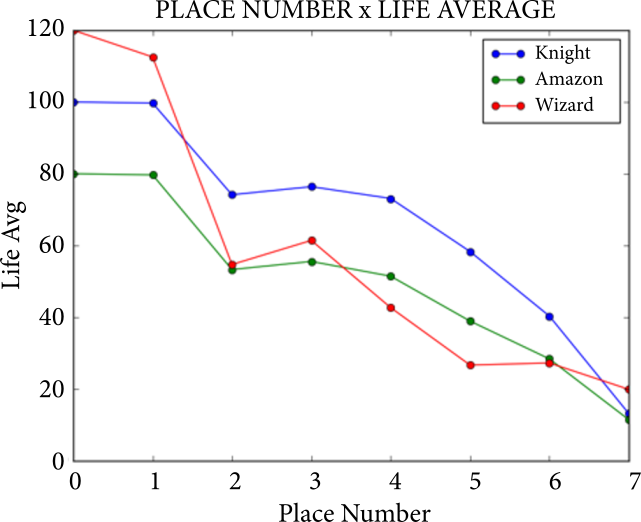 PLACE NUMBER x LIFE AVERAGE
120
100
80
60
40
20
0
Life Avg
Knight
Amazon
Wizard
0 1 2 3 4 5 6 7
Place Number